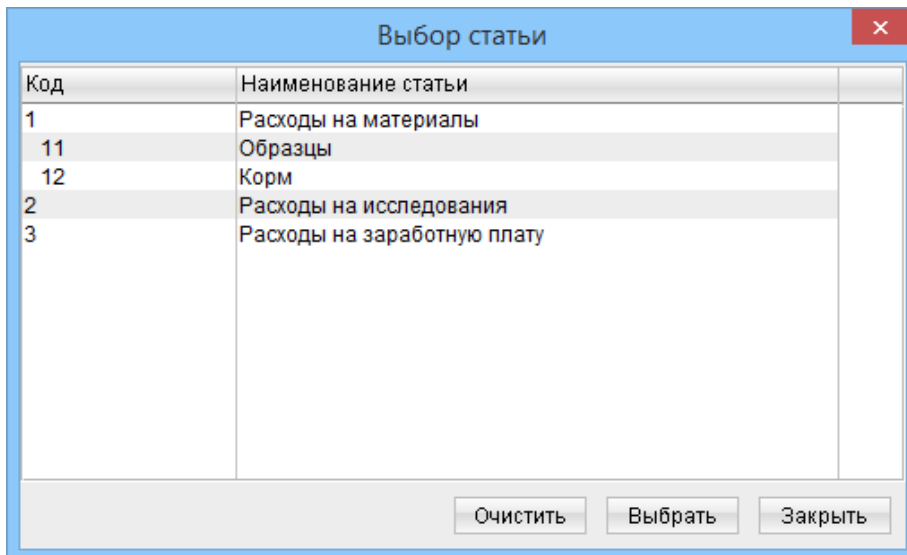 Выбор статьи
Код Наименование статьи
1 Расходы на материалы
11 Образцы
12 Корм
2 Расходы на исследования
3 Расходы на заработную плату
Очистить Выбрать Закрыть